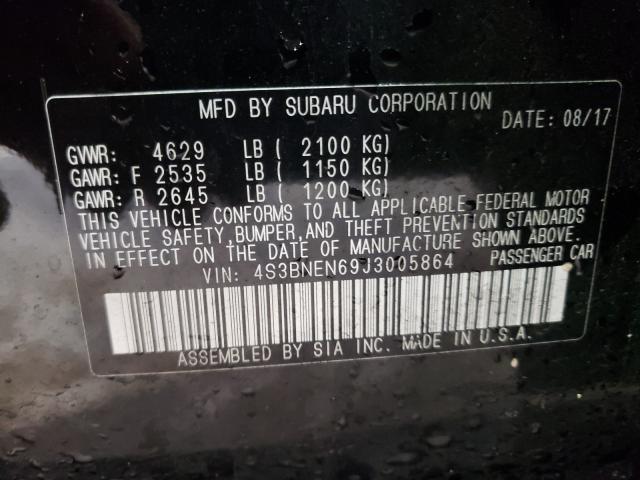 MFD BY SUBARU CORPORATION
DATE: 08/17
GVWR: 4629 LB ( 2100 KG)
GAWR: F 2535 LB ( 1150 KG)
GAWR: R 2645 LB ( 1200 KG)
THIS VEHICLE CONFORMS TO ALL APPLICABLE FEDERAL MOTOR
VEHICLE SAFETY, BUMPER, AND THEFT PREVENTION STANDARDS
IN EFFECT ON THE DATE OF MANUFACTURE SHOWN ABOVE.
VIN: 4S3BNEN69J3005864 PASSENGER CAR
ASSEMBLED BY SIA INC. MADE IN U.S.A.